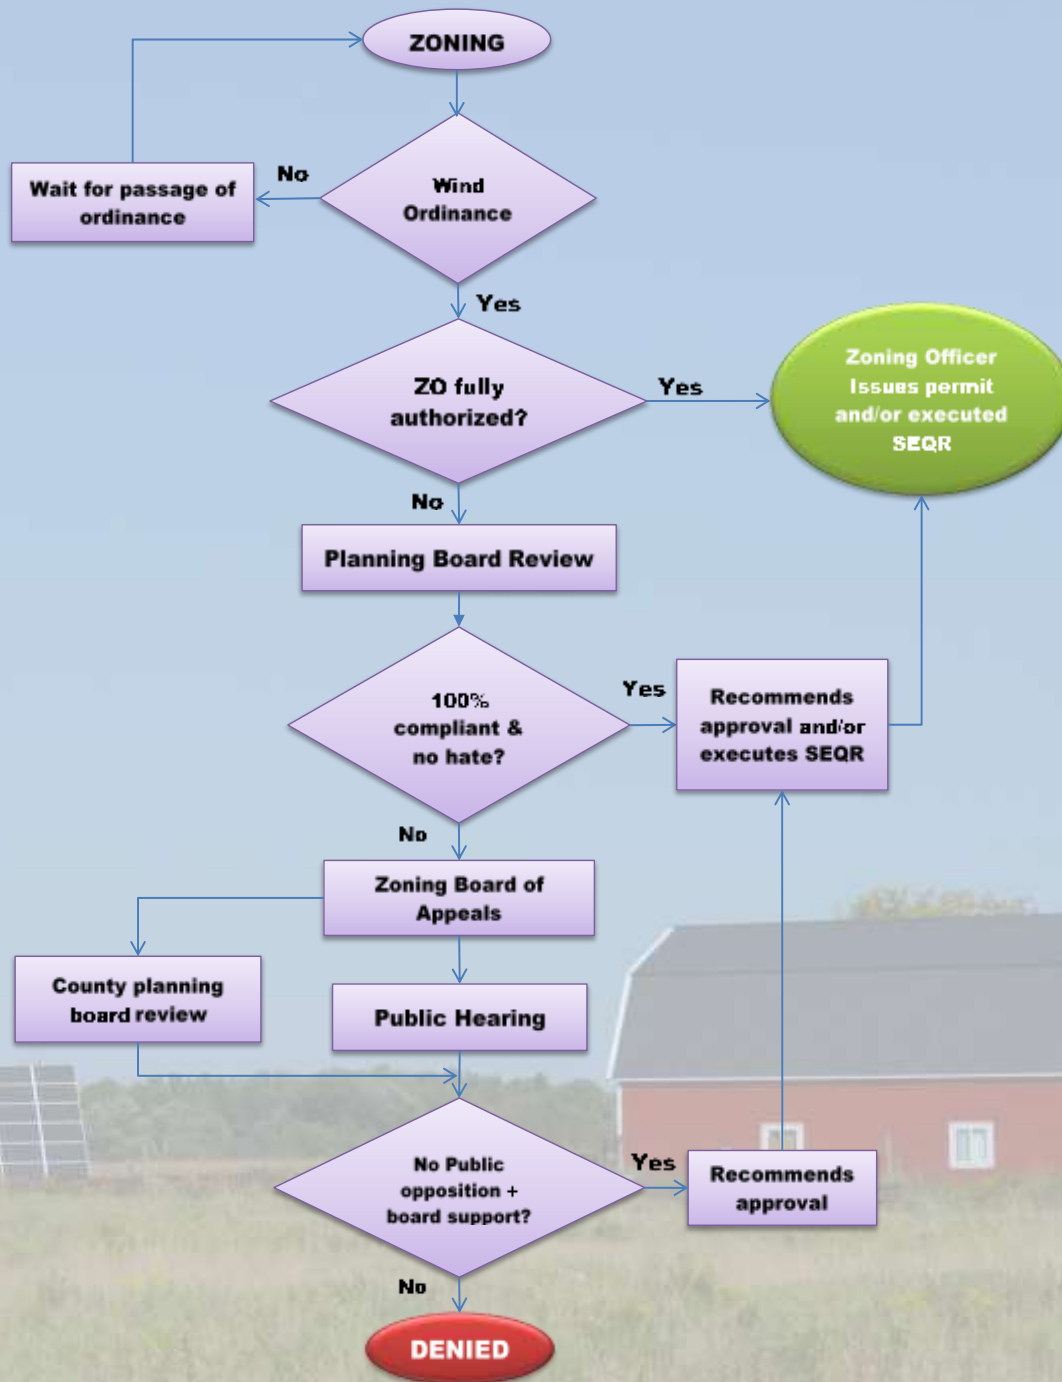 ZONING
No
Wait for passage of
ordinance
Wind
Ordinance
Yes
ZO fully
authorized?
Yes
Zoning Officer
Issues permit
and/or executed
SEQR
No
Planning Board Review
100%
compliant &
no hate?
Yes
Recommends
approval and/or
executes SEQR
No
Zoning Board of
Appeals
County planning
board review
Public Hearing
No Public
opposition +
board support?
Yes
Recommends
approval
No
DENIED